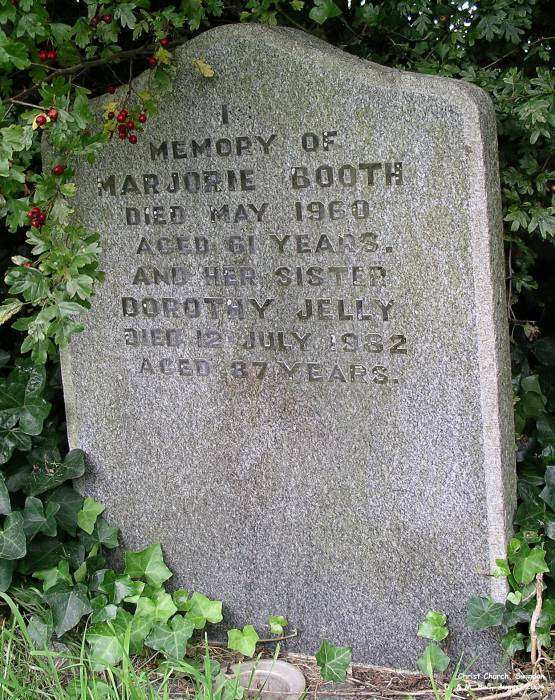 I
MEMORY OF
MARJORIE BOOTH
DIED MAY 1960
AGED 61 YEARS.
AND HER SISTER
DOROTHY JELLY
DIED 12 JULY 1982
AGED 87 YEARS.
Christ Church, Swindon